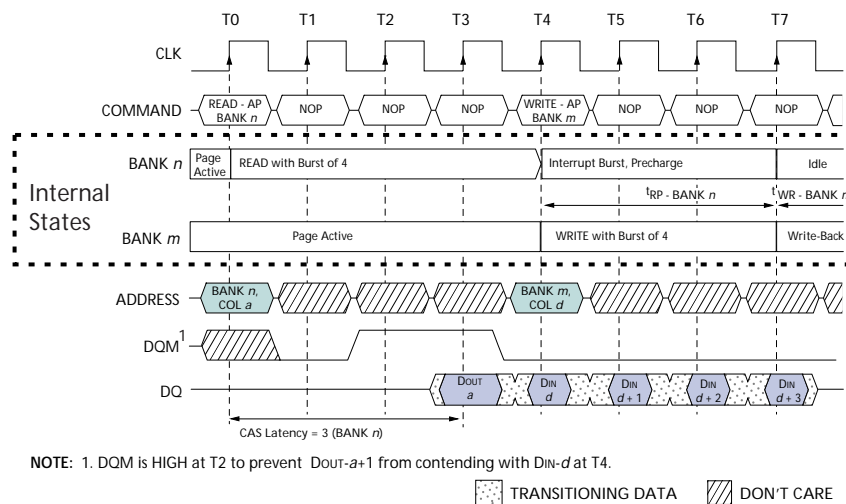 T0 T1 T2 T3 T4 T5 T6 T7
CLK
COMMAND
READ - AP BANK n
NOP
NOP
NOP
WRITE - AP BANK m
NOP
NOP
NOP
Internal States
BANK n
Page Active
READ with Burst of 4
Interrupt Burst, Precharge
Idle
tRP - BANK n
t WR - BANK n
BANK m
Page Active
WRITE with Burst of 4
Write-Back
ADDRESS
BANK n, COL a
BANK m, COL d
DQM1
DQ
DOUT a
DIN d
DIN d + 1
DIN d + 2
DIN d + 3
CAS Latency = 3 (BANK n)
NOTE: 1. DQM is HIGH at T2 to prevent DOUT-a+1 from contending with DIN-d at T4.
TRANSITIONING DATA
DON'T CARE